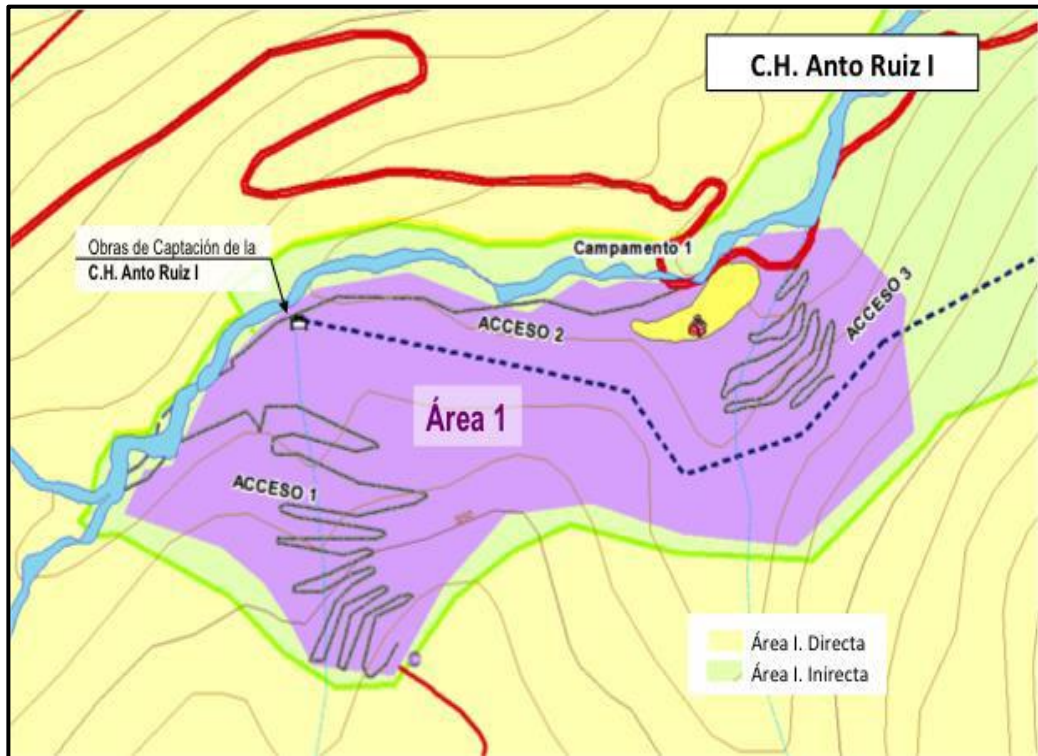 C.H. Anto Ruiz I
Obras de Captación de la
C.H. Anto Ruiz I
Campamento 1
ACCESO 2
ACCESO 3
Área 1
ACCESO 1
Área I. Directa
Área I. Inirecta